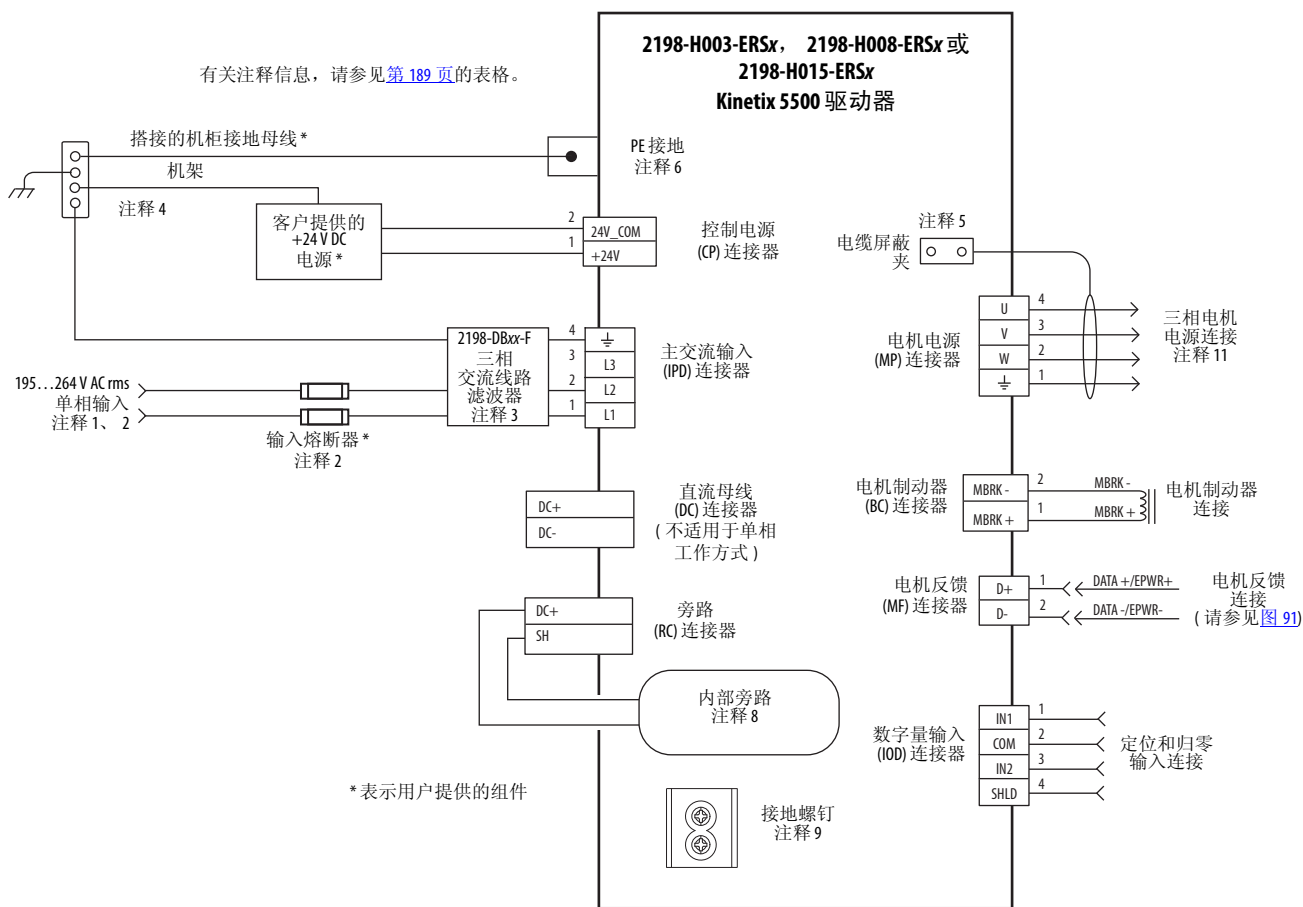 2198-H003-ERSx， 2198-H008-ERSx 或
2198-H015-ERSx
Kinetix 5500 驱动器
有关注释信息，请参见第 189 页的表格。
搭接的机柜接地母线 *
机架
注释 4
PE 接地
注释 6
客户提供的
+24 V DC
电源 *
2
1
24V_COM
+24V
控制电源
(CP) 连接器
注释 5
电缆屏蔽
夹
2198-DBxx-F
三相
交流线路
滤波器
注释 3
4
3
2
1
L3
L2
L1
主交流输入
(IPD) 连接器
电机电源
(MP) 连接器
U
V
W
4
3
2
1
三相电机
电源连接
注释 11
195…264 V AC rms
单相输入
注释 1、 2
输入熔断器 *
注释 2
DC+
DC-
直流母线
(DC) 连接器
( 不适用于单相
工作方式 )
电机制动器
(BC) 连接器
MBRK -
MBRK +
2
1
MBRK -
MBRK +
电机制动器
连接
DC+
SH
旁路
(RC) 连接器
电机反馈
(MF) 连接器
D+
D-
1
2
DATA +/EPWR+
DATA -/EPWR-
电机反馈
连接
( 请参见图 91)
内部旁路
注释 8
数字量输入
(IOD) 连接器
IN1
COM
IN2
SHLD
1
2
3
4
定位和归零
输入连接
* 表示用户提供的组件
接地螺钉
注释 9